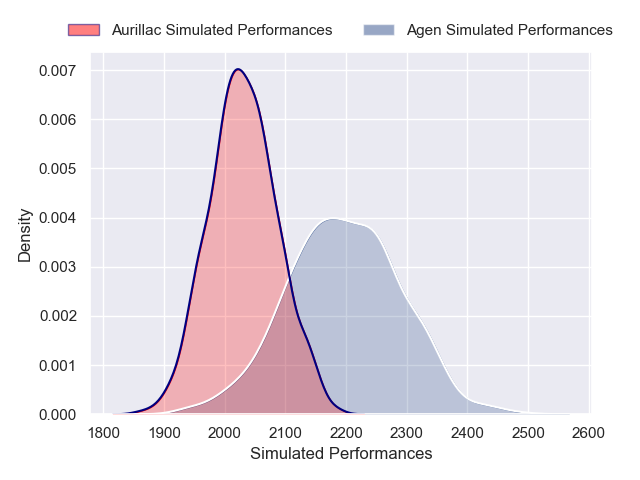 Aurillac Simulated Performances Agen Simulated Performances
0.007
0.006
0.005
0.004
0.003
0.002
0.001
0.000
Density
1800 1900 2000 2100 2200 2300 2400 2500 2600
Simulated Performances